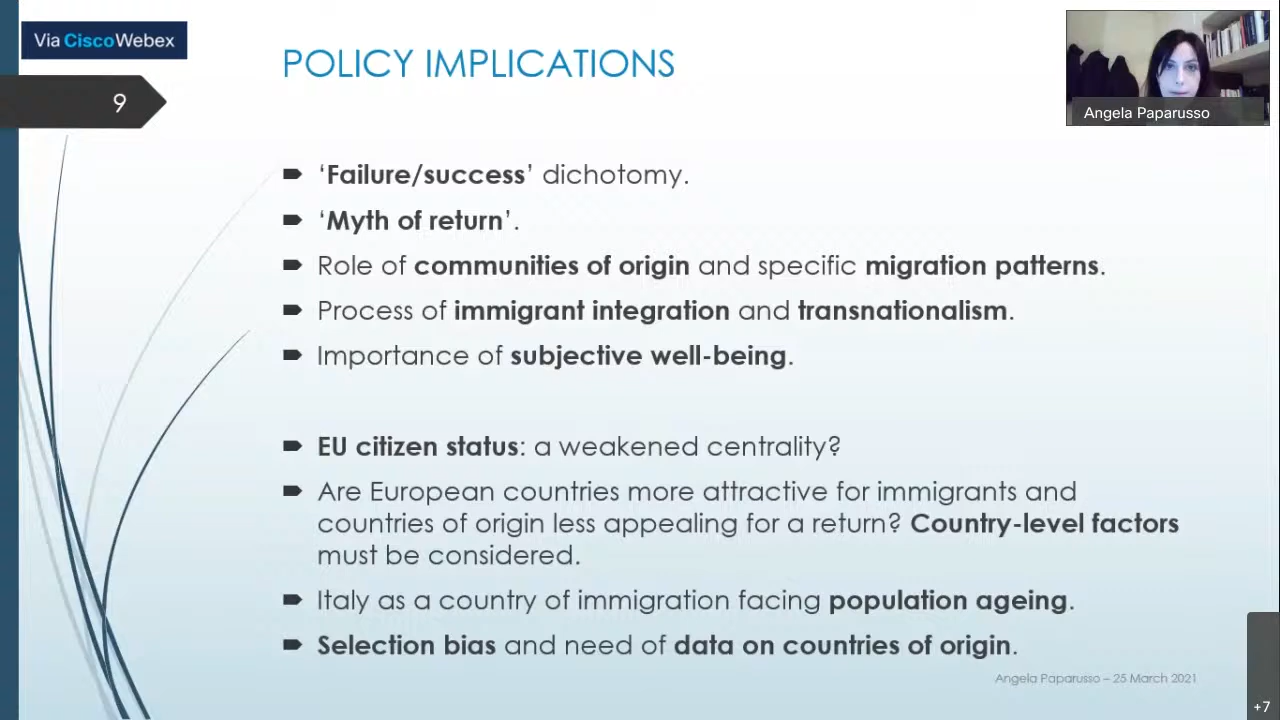 Via CiscoWebex
POLICY IMPLICATIONS
9
Angela Paparusso
‘Failure/success’ dichotomy.
‘Myth of return’.
Role of communities of origin and specific migration patterns.
Process of immigrant integration and transnationalism.
Importance of subjective well-being.
EU citizen status: a weakened centrality?
Are European countries more attractive for immigrants and
countries of origin less appealing for a return? Country-level factors
must be considered.
Italy as a country of immigration facing population ageing.
Selection bias and need of data on countries of origin.
Angela Paparusso – 25 March 2021
+7